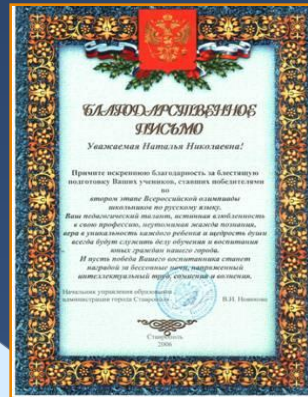 БЛАГОДАРСТВЕННОЕ
ПИСЬМО
Уважаемая Наталья Николаевна!
Примите искреннюю благодарность за блестящую
подготовку Ваших учеников, ставших победителями
во
втором этапе Всероссийской олимпиады
школьников по русскому языку.
Ваш педагогический талант, истинная влюбленность
в свою профессию, неутомимая жажда познания,
вера в уникальность каждого ребенка и щедрость души
всегда будут служить делу обучения и воспитания
юных граждан нашего города.
И пусть победа Вашего воспитанника станет
наградой за бессонные ночи, напряженный
интеллектуальный труд, сомнения и волнения.
Начальник управления образования
администрации города Ставрополя В.Н.
Ставрополь
2006